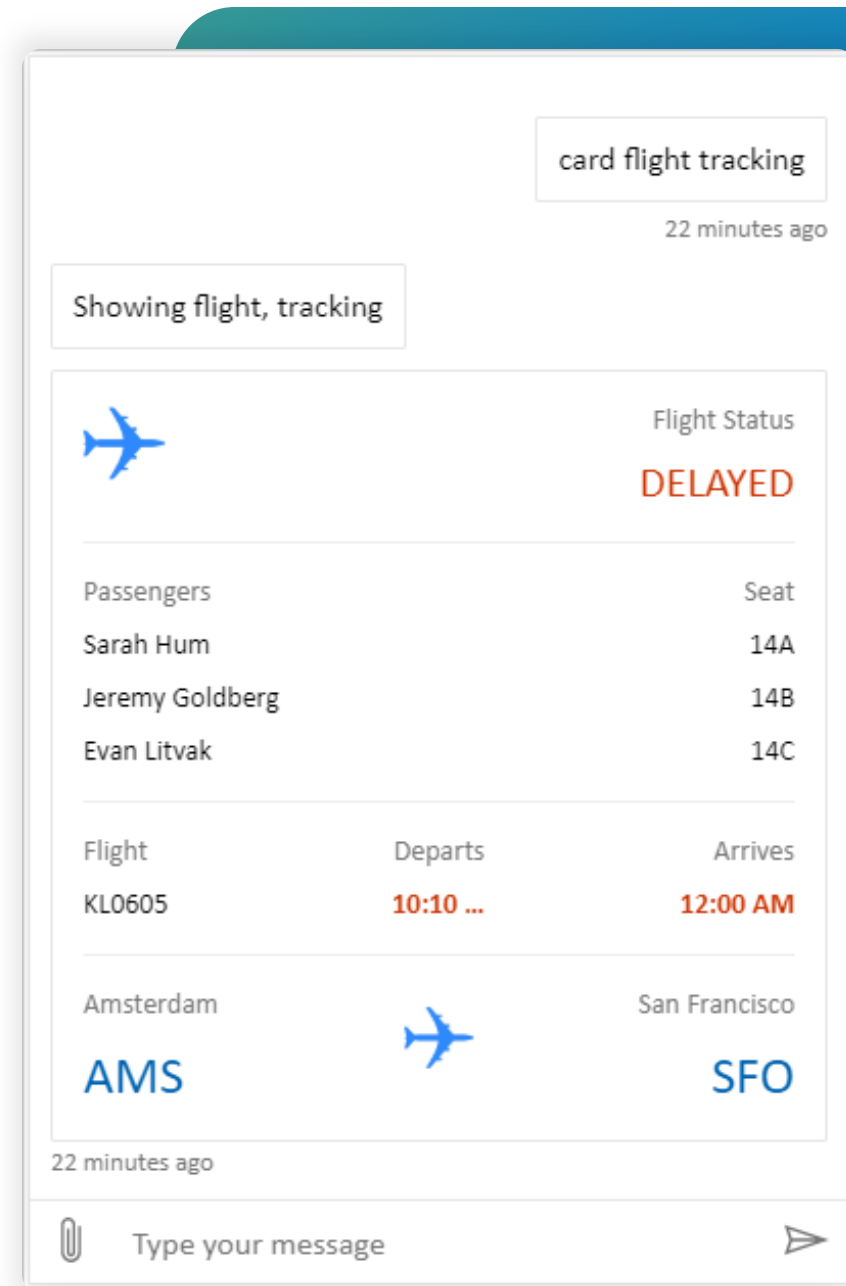 card flight tracking
22 minutes ago
Showing flight, tracking
Flight Status
DELAYED
Passengers Seat
Sarah Hum 14A
Jeremy Goldberg 14B
Evan Litvak 14C
Flight Departs Arrives
KL0605 10:10 ... 12:00 AM
Amsterdam San Francisco
AMS SFO
22 minutes ago
Type your message